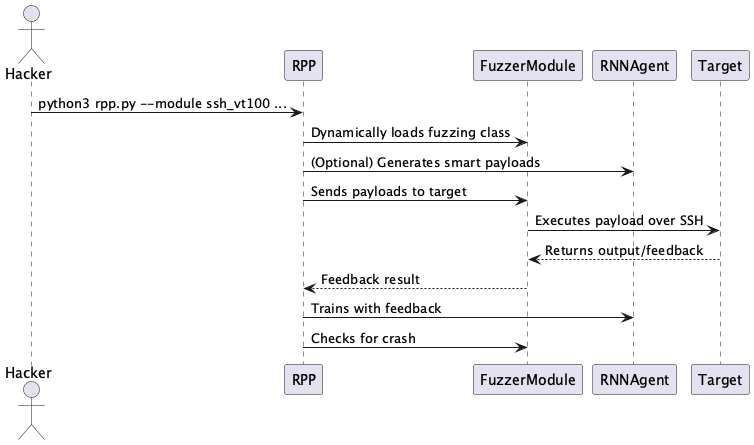 Hacker
RPP
FuzzerModule
RNNAgent
Target
python3 rpp.py --module ssh_vt100 ...
Dynamically loads fuzzing class
(Optional) Generates smart payloads
Sends payloads to target
Executes payload over SSH
Returns output/feedback
Feedback result
Trains with feedback
Checks for crash
Hacker
RPP
FuzzerModule
RNNAgent
Target